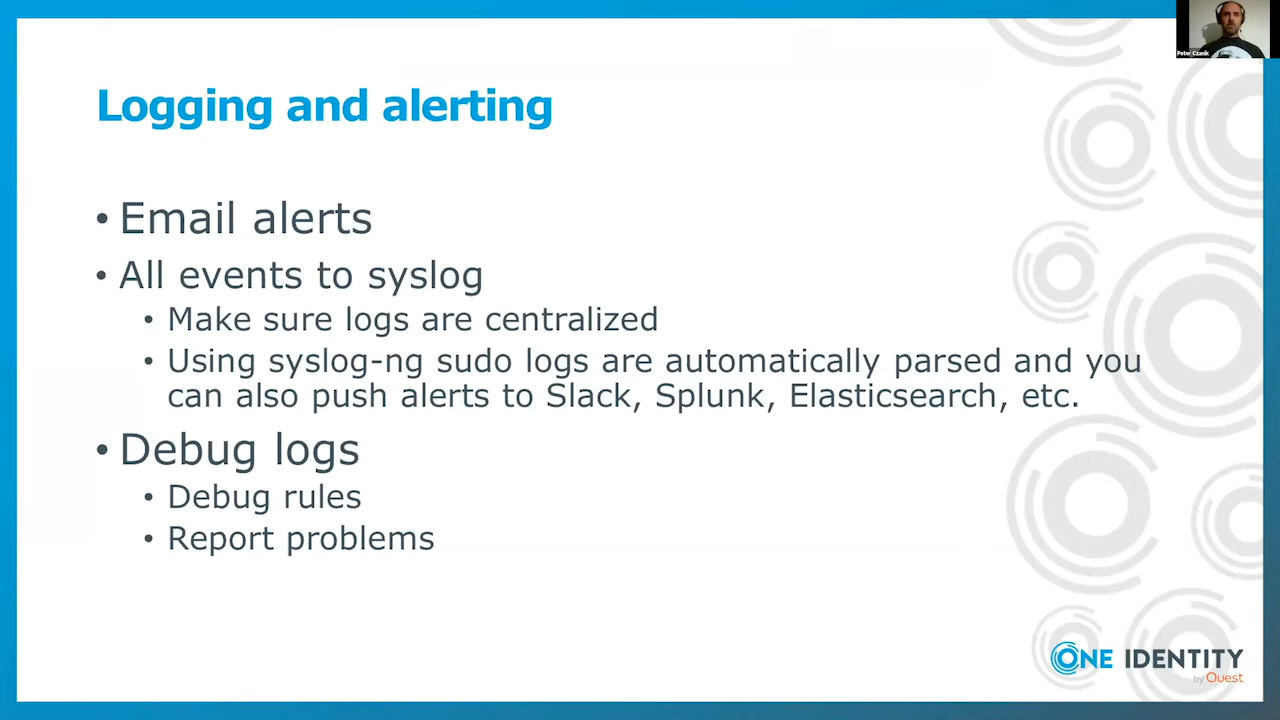 Peter Czanik
Logging and alerting
• Email alerts
• All events to syslog
• Make sure logs are centralized
• Using syslog-ng sudo logs are automatically parsed and you
can also push alerts to Slack, Splunk, Elasticsearch, etc.
• Debug logs
• Debug rules
• Report problems
ONE IDENTITY
by Quest